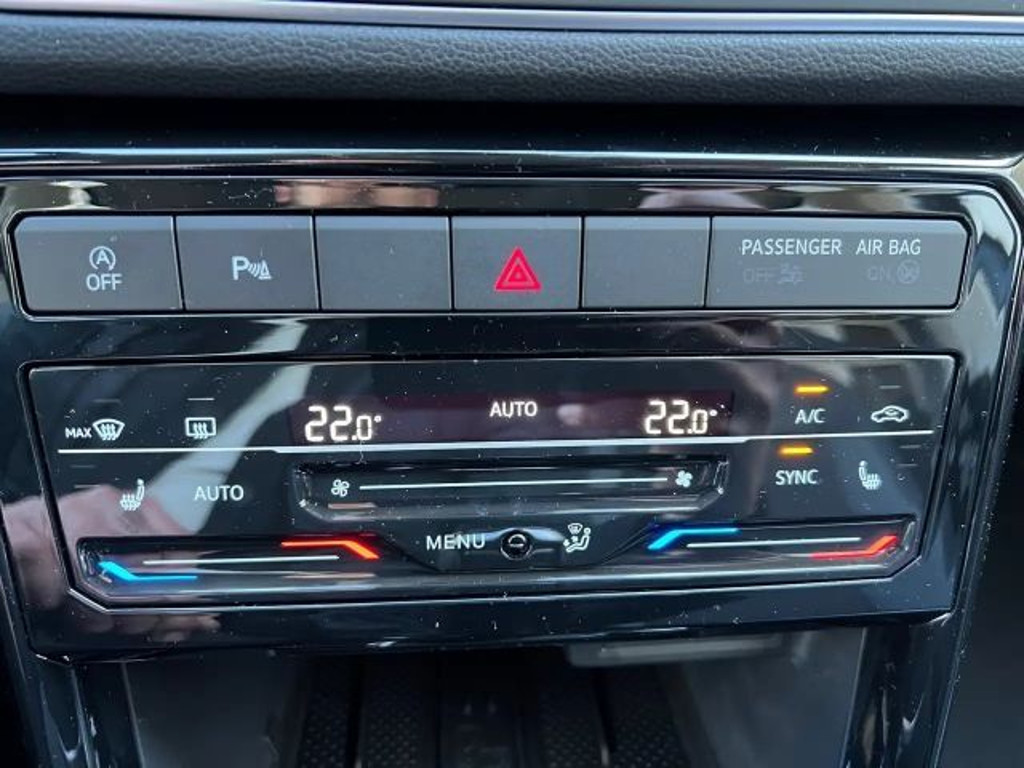 A
OFF
P
PASSENGER AIR BAG
OFF
ON
22.0°
AUTO
22.0°
MAX
A/C
AUTO
SYNC
MENU